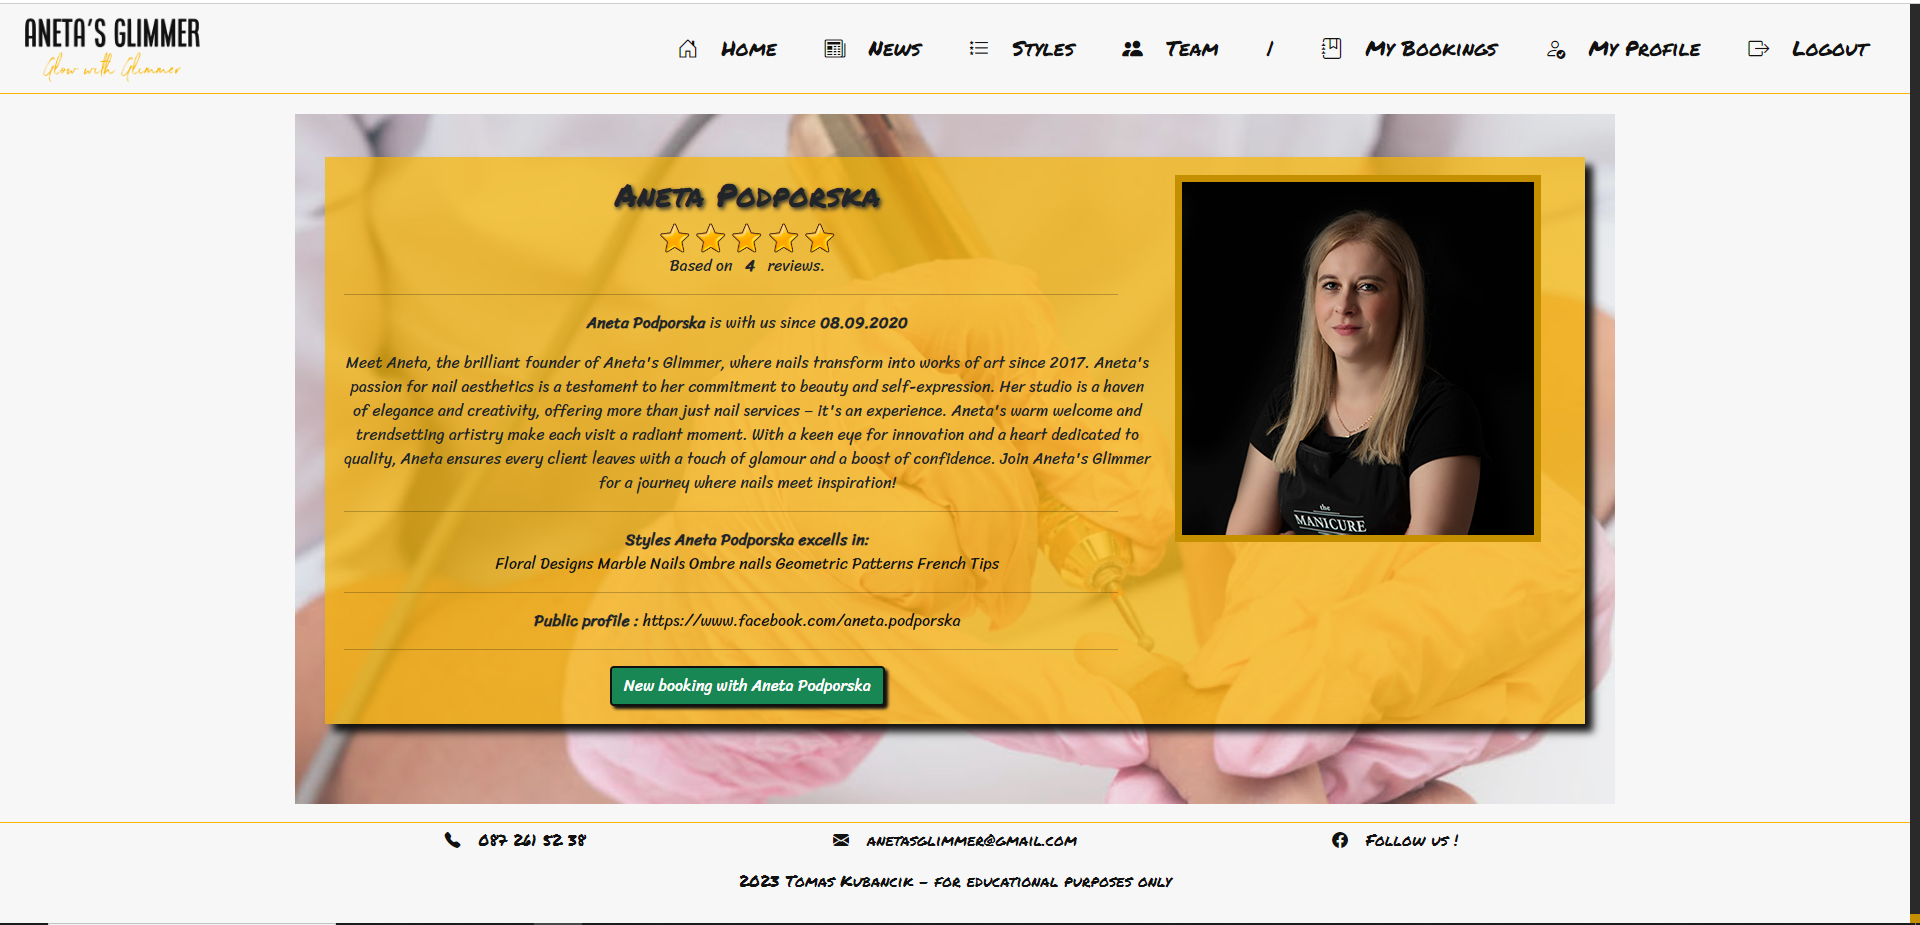 ANETA'S GLIMMER
Glow with Glimmer
Home News Styles Team / My Bookings My Profile Logout
Aneta Podporska
Based on 4 reviews.
Aneta Podporska is with us since 08.09.2020
Meet Aneta, the brilliant founder of Aneta's Glimmer, where nails transform into works of art since 2017. Aneta's
passion for nail aesthetics is a testament to her commitment to beauty and self-expression. Her studio is a haven
of elegance and creativity, offering more than just nail services – it's an experience. Aneta's warm welcome and
trendsetting artistry make each visit a radiant moment. With a keen eye for innovation and a heart dedicated to
quality, Aneta ensures every client leaves with a touch of glamour and a boost of confidence. Join Aneta's Glimmer
for a journey where nails meet inspiration!
Styles Aneta Podporska excells in:
Floral Designs Marble Nails Ombre nails Geometric Patterns French Tips
Public profile : https://www.facebook.com/aneta.podporska
New booking with Aneta Podporska
the
MANICURE
087 261 52 38 anetasglimmer@gmail.com Follow us !
2023 Tomas Kubancik – for educational purposes only